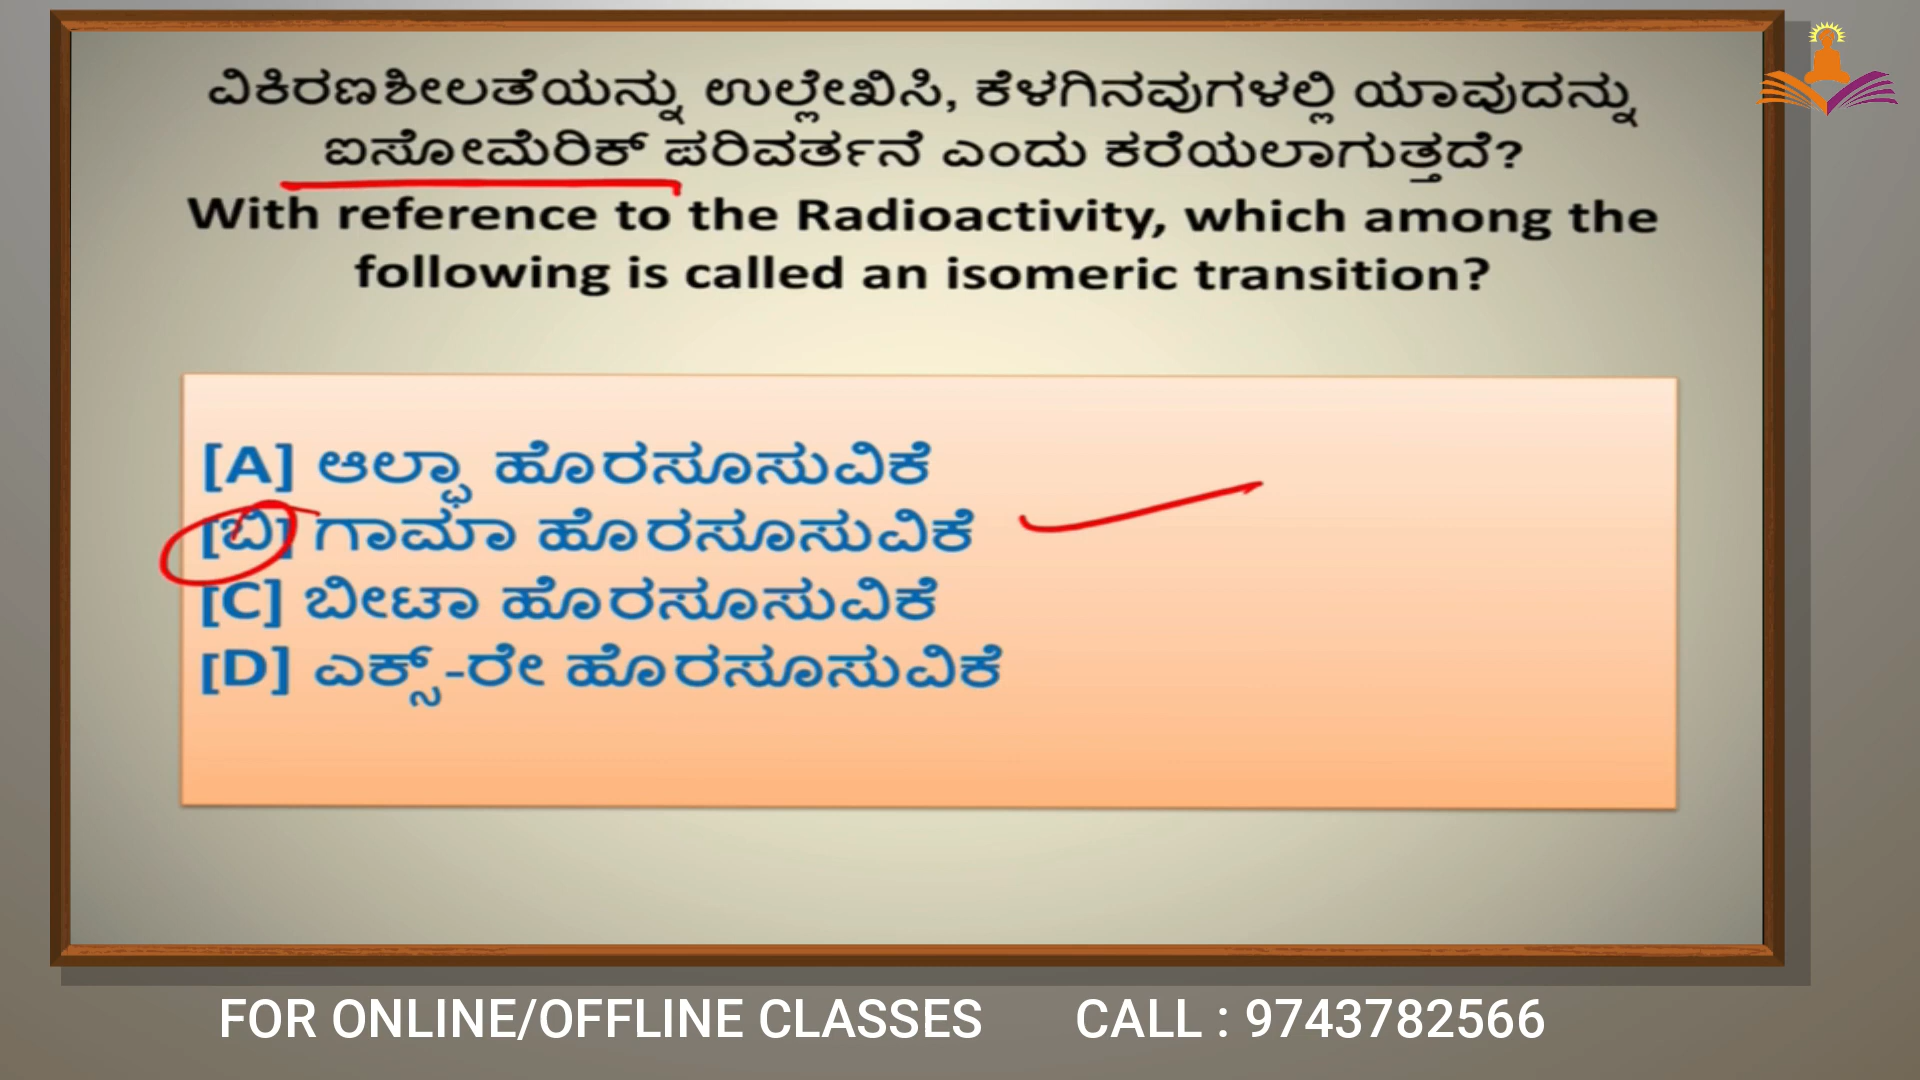 ವಿಕಿರಣಶೀಲತೆಯನ್ನು ಉಲ್ಲೇಖಿಸಿ, ಕೆಳಗಿನವುಗಳಲ್ಲಿ ಯಾವುದನ್ನು
ಐಸೋಮೆರಿಕ್ ಪರಿವರ್ತನೆ ಎಂದು ಕರೆಯಲಾಗುತ್ತದೆ?
With reference to the Radioactivity, which among the
following is called an isomeric transition?
[A] ಆಲ್ಫಾ ಹೊರಸೂಸುವಿಕೆ
[ಬಿ] ಗಾಮಾ ಹೊರಸೂಸುವಿಕೆ
[C] ಬೀಟಾ ಹೊರಸೂಸುವಿಕೆ
[D] ಎಕ್ಸ್-ರೇ ಹೊರಸೂಸುವಿಕೆ
FOR ONLINE/OFFLINE CLASSES CALL : 9743782566